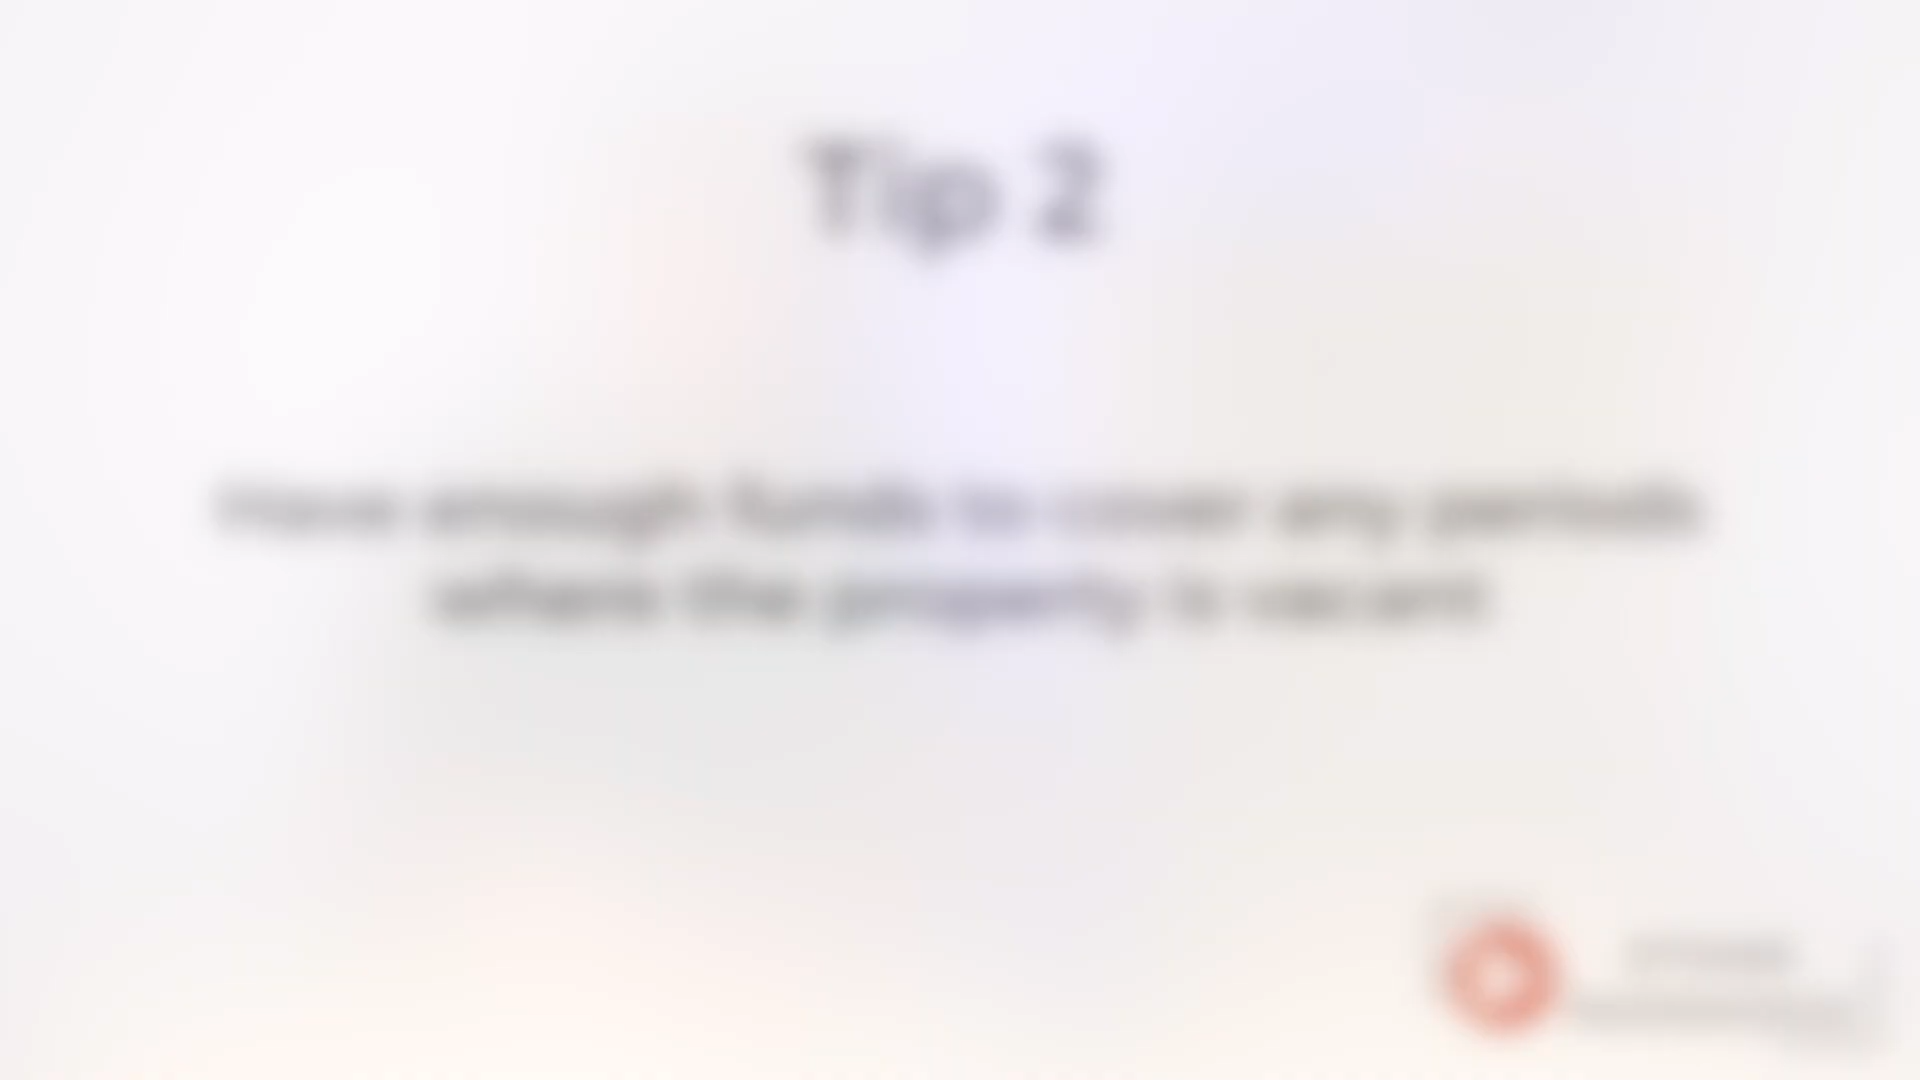 Tip 2
Have enough funds to cover any periods
where the property is vacant